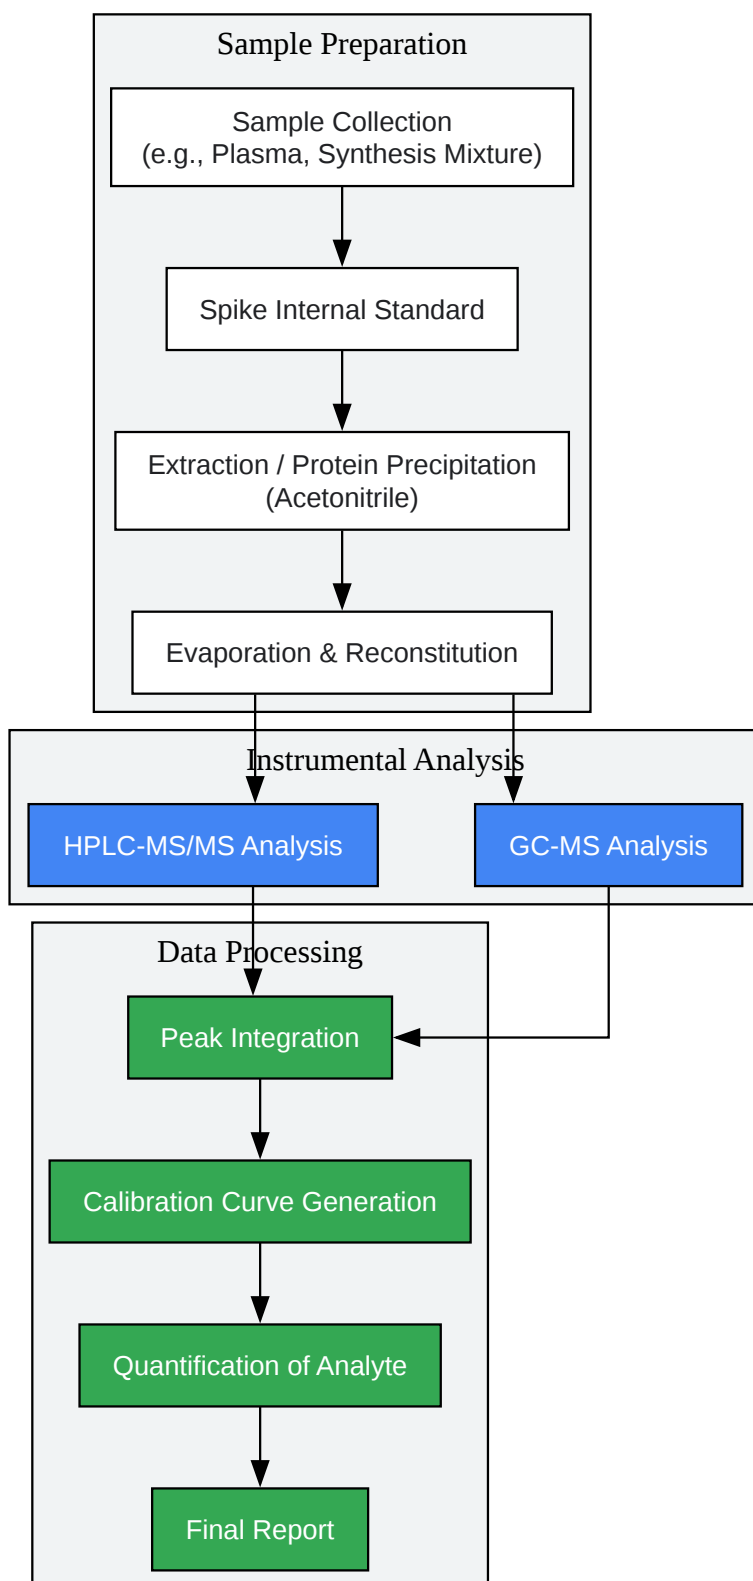 Sample Preparation
Sample Collection
(e.g., Plasma, Synthesis Mixture)
Spike Internal Standard
Extraction / Protein Precipitation
(Acetonitrile)
Evaporation & Reconstitution
Instrumental Analysis
HPLC-MS/MS Analysis
GC-MS Analysis
Data Processing
Peak Integration
Calibration Curve Generation
Quantification of Analyte
Final Report